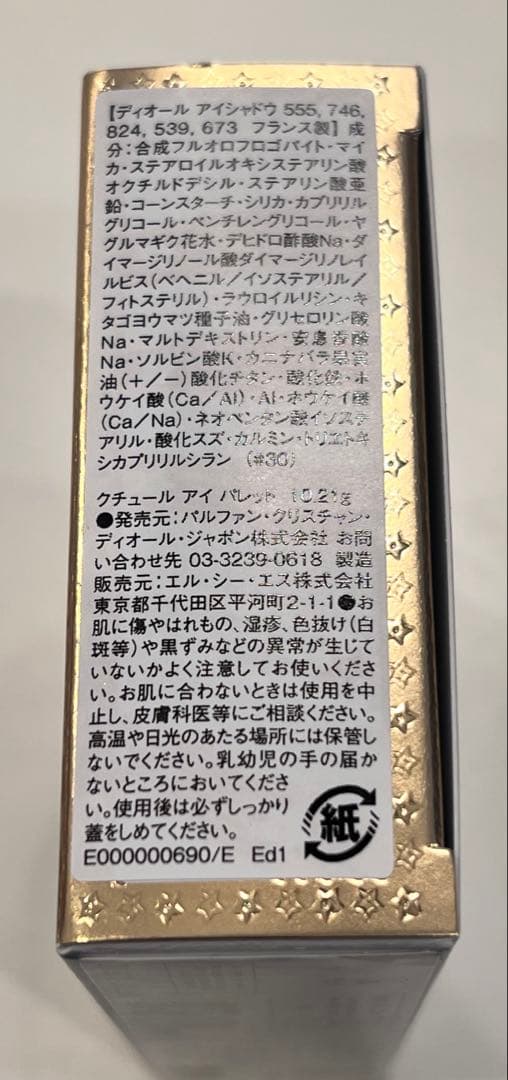 【ディオール アイシャドウ 555, 746,
824, 539, 673　フランス製】成
分：合成フルオロフロゴパイト・マイ
カ・ステアロイルオキシステアリン酸
オクチルドデシル・ステアリン酸亜
鉛・コーンスターチ・シリカ・カプリリル
グリコール・ペンチレングリコール・ヤ
グルマギク花水・デヒドロ酢酸Na・ダ
イマージリノール酸ダイマージリノレイ
ルビス(ベヘニル／イソステアリル／
フィトステリル)・ラウロイルリシン・キ
タゴヨウマツ種子油・グリセロリン酸
Na・マルトデキストリン・安息香酸
Na・ソルビン酸K・カニナバラ果実
油(＋/－)酸化チタン・酸化鉄・ホ
ウケイ酸(Ca/Al)・Al・ホウケイ酸
(Ca/Na)・ネオペンタン酸イソステ
アリル・酸化スズ・カルミン・トリエトキ
シカプリリルシラン　(#30)
クチュール アイ パレット　10.21g
●発売元：パルファン・クリスチャン・
ディオール・ジャポン株式会社 お問
い合わせ先 03-3239-0618 製造
販売元：エル・シー・エス株式会社
東京都千代田区平河町2-1-1●お
肌に傷やはれもの、湿疹、色抜け(白
斑等)や黒ずみなどの異常が生じて
いないかよく注意してお使いくださ
い。お肌に合わないときは使用を中
止し、皮膚科医等にご相談ください。
高温や日光のあたる場所には保管し
ないでください。乳幼児の手の届か
ないところにおいてくださ
い。使用後は必ずしっかり
蓋をしめてください。
紙
E000000690/E　Ed1